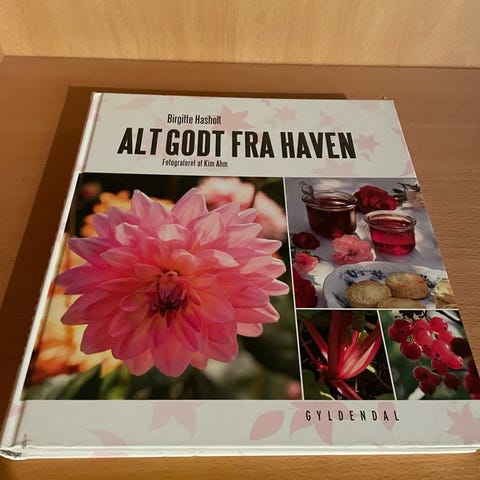 Birgitte Hasholt
ALT GODT FRA HAVEN
Fotograferet af Kim Ahm
GYLDENDAL